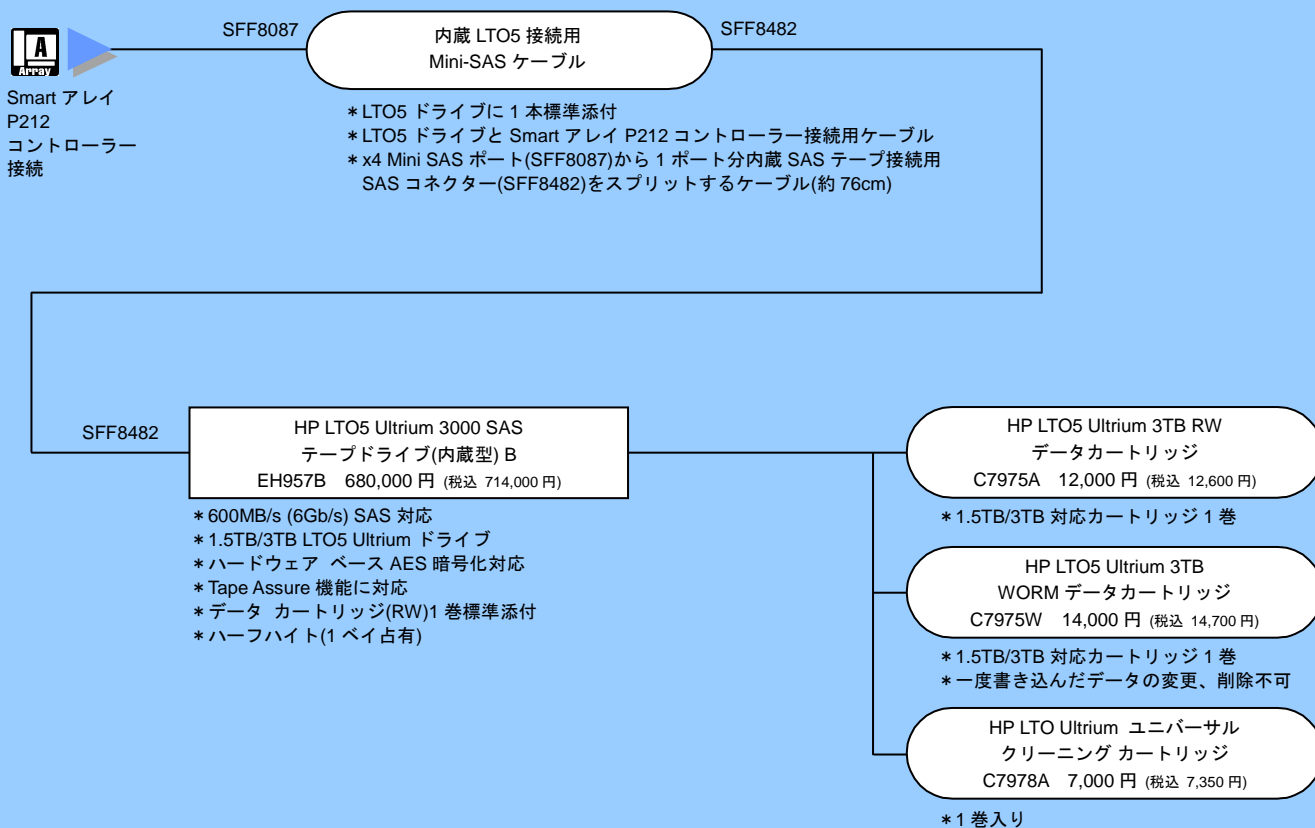 SFF8087
内蔵 LTO5 接続用
Mini-SAS ケーブル
SFF8482
A
Array
Smart アレイ
P212
コントローラー
接続
*LTO5 ドライブに 1 本標準添付
*LTO5 ドライブと Smart アレイ P212 コントローラー接続用ケーブル
*x4 Mini SAS ポート(SFF8087)から 1 ポート分内蔵 SAS テープ接続用
SAS コネクター(SFF8482)をスプリットするケーブル(約 76cm)
SFF8482
HP LTO5 Ultrium 3000 SAS
テープドライブ(内蔵型) B
EH957B 680,000 円 (税込 714,000 円)
*600MB/s (6Gb/s) SAS 対応
*1.5TB/3TB LTO5 Ultrium ドライブ
*ハードウェア ベース AES 暗号化対応
*Tape Assure 機能に対応
*データ カートリッジ(RW)1 巻標準添付
*ハーフハイト(1 ベイ占有)
HP LTO5 Ultrium 3TB RW
データカートリッジ
C7975A 12,000 円 (税込 12,600 円)
*1.5TB/3TB 対応カートリッジ 1 巻
HP LTO5 Ultrium 3TB
WORM データカートリッジ
C7975W 14,000 円 (税込 14,700 円)
*1.5TB/3TB 対応カートリッジ 1 巻
*一度書き込んだデータの変更、削除不可
HP LTO Ultrium ユニバーサル
クリーニング カートリッジ
C7978A 7,000 円 (税込 7,350 円)
*1 巻入り